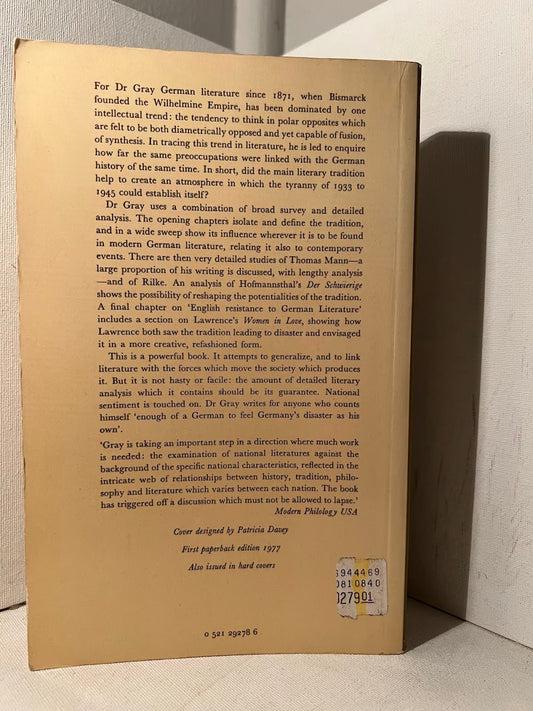 For Dr Gray German literature since 1871, when Bismarck
founded the Wilhelmine Empire, has been dominated by one
intellectual trend: the tendency to think in polar opposites which
are felt to be both diametrically opposed and yet capable of fusion,
of synthesis. In tracing this trend in literature, he is led to enquire
how far the same preoccupations were linked with the German
history of the same time. In short, did the main literary tradition
help to create an atmosphere in which the tyranny of 1933 to
1945 could establish itself?
Dr Gray uses a combination of broad survey and detailed
analysis. The opening chapters isolate and define the tradition,
and in a wide sweep show its influence wherever it is to be found
in modern German literature, relating it also to contemporary
events. There are then very detailed studies of Thomas Mann—a
large proportion of his writing is discussed, with lengthy analysis
—and of Rilke. An analysis of Hofmannsthal's Der Schwierige
shows the possibility of reshaping the potentialities of the tradition.
A final chapter on 'English resistance to German Literature'
includes a section on Lawrence's Women in Love, showing how
Lawrence both saw the tradition leading to disaster and envisaged
it in a more creative, refashioned form.
This is a powerful book. It attempts to generalize, and to link
literature with the forces which move the society which produces
it. But it is not hasty or facile: the amount of detailed literary
analysis which it contains should be its guarantee. National
sentiment is touched on. Dr Gray writes for anyone who counts
himself 'enough of a German to feel Germany's disaster as his
own'.
'Gray is taking an important step in a direction where much work
is needed: the examination of national literatures against the
background of the specific national characteristics, reflected in the
intricate web of relationships between history, tradition, philo-
sophy and literature which varies between each nation. The book
has triggered off a discussion which must not be allowed to lapse.'
Modern Philology USA
Cover designed by Patricia Davey
First paperback edition 1977
Also issued in hard covers
6944469
0810840
027901
0 521 29278 6